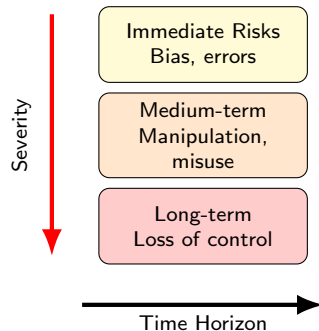 Immediate Risks
Bias, errors
Medium-term
Manipulation,
misuse
Long-term
Loss of control
Severity
Time Horizon